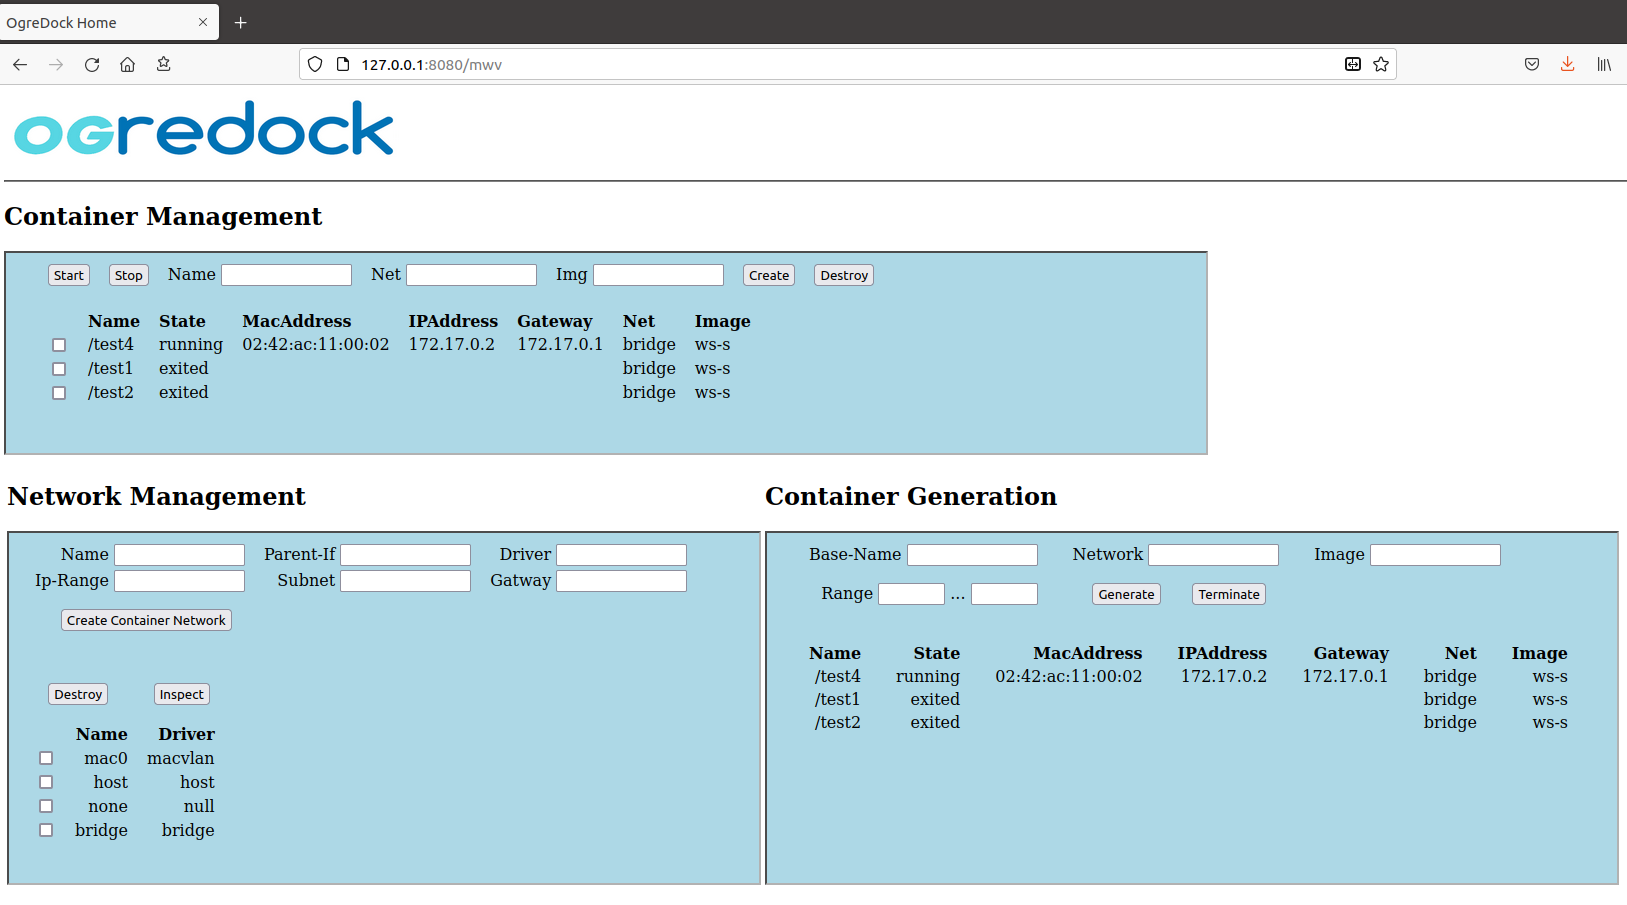 OgreDock Home
127.0.0.1:8080/mwv
ogredock
Container Management
Start Stop Name Net Img Create Destroy
Name State MacAddress IPAddress Gateway Net Image
/test4 running 02:42:ac:11:00:02 172.17.0.2 172.17.0.1 bridge ws-s
/test1 exited bridge ws-s
/test2 exited bridge ws-s
Network Management
Name Parent-If Driver
Ip-Range Subnet Gatway
Create Container Network
Destroy Inspect
Name Driver
mac0 macvlan
host host
none null
bridge bridge
Container Generation
Base-Name Network Image
Range ... Generate Terminate
Name State MacAddress IPAddress Gateway Net Image
/test4 running 02:42:ac:11:00:02 172.17.0.2 172.17.0.1 bridge ws-s
/test1 exited bridge ws-s
/test2 exited bridge ws-s